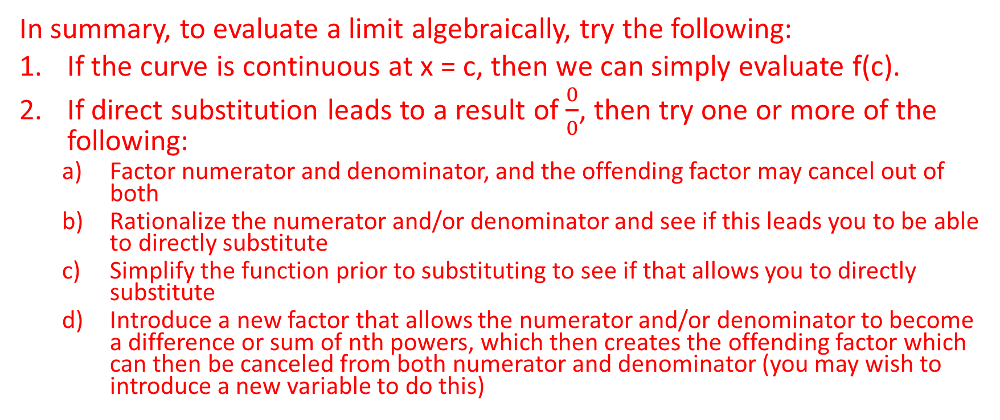 In summary, to evaluate a limit algebraically, try the following:
1. If the curve is continuous at x = c, then we can simply evaluate f(c).
2. If direct substitution leads to a result of 0/0, then try one or more of the
following:
a) Factor numerator and denominator, and the offending factor may cancel out of
both
b) Rationalize the numerator and/or denominator and see if this leads you to be able
to directly substitute
c) Simplify the function prior to substituting to see if that allows you to directly
substitute
d) Introduce a new factor that allows the numerator and/or denominator to become
a difference or sum of nth powers, which then creates the offending factor which
can then be canceled from both numerator and denominator (you may wish to
introduce a new variable to do this)